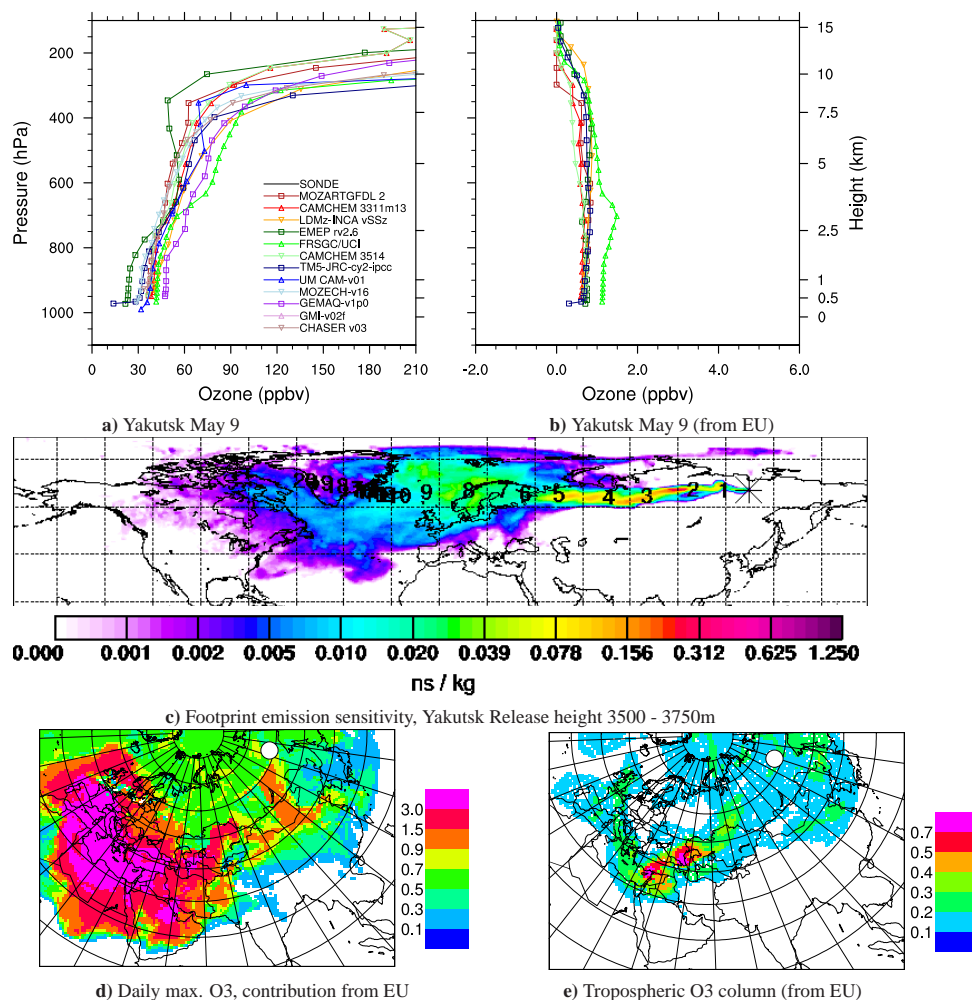 0
200
400
600
800
1000
Pressure (hPa)
SONDE
MOZARTGFDL 2
CAMCHEM 3311m13
LDMz-INCA vSSz
EMEP rv2.6
FRSGC/UCI
CAMCHEM 3514
TM5-JRC-cy2-ipcc
UM CAM-v01
MOZECH-v16
GEMAQ-v1p0
GMI-v02f
CHASER v03
0 30 60 90 120 150 180 210
Ozone (ppbv)
a) Yakutsk May 9
15
10
7.5
5
2.5
1
0.5
0
Height (km)
-2.0 0.0 2.0 4.0 6.0
Ozone (ppbv)
b) Yakutsk May 9 (from EU)
9 8 6 5 4 3 2 1
0.000 0.001 0.002 0.005 0.010 0.020 0.039 0.078 0.156 0.312 0.625 1.250
ns / kg
c) Footprint emission sensitivity, Yakutsk Release height 3500 - 3750m
3.0
1.5
0.9
0.7
0.5
0.3
0.1
d) Daily max. O3, contribution from EU
0.7
0.5
0.4
0.3
0.2
0.1
e) Tropospheric O3 column (from EU)